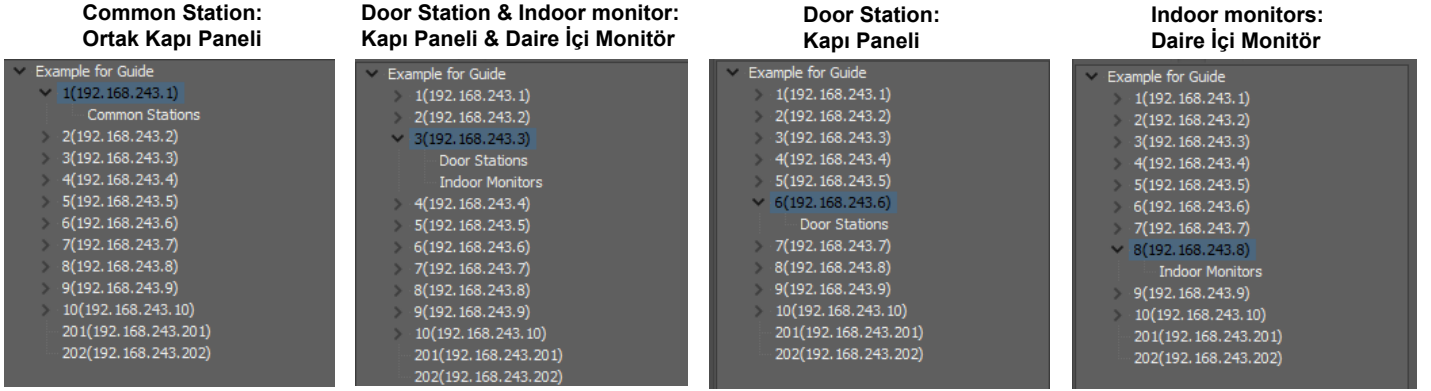 Common Station:
Ortak Kapı Paneli
Example for Guide
1(192.168.243.1)
Common Stations
2(192.168.243.2)
3(192.168.243.3)
4(192.168.243.4)
5(192.168.243.5)
6(192.168.243.6)
7(192.168.243.7)
8(192.168.243.8)
9(192.168.243.9)
10(192.168.243.10)
201(192.168.243.201)
202(192.168.243.202)
Door Station & Indoor monitor:
Kapı Paneli & Daire İçi Monitör
Example for Guide
1(192.168.243.1)
2(192.168.243.2)
3(192.168.243.3)
Door Stations
Indoor Monitors
4(192.168.243.4)
5(192.168.243.5)
6(192.168.243.6)
7(192.168.243.7)
8(192.168.243.8)
9(192.168.243.9)
10(192.168.243.10)
201(192.168.243.201)
202(192.168.243.202)
Door Station:
Kapı Paneli
Example for Guide
1(192.168.243.1)
2(192.168.243.2)
3(192.168.243.3)
4(192.168.243.4)
5(192.168.243.5)
6(192.168.243.6)
Door Stations
7(192.168.243.7)
8(192.168.243.8)
9(192.168.243.9)
10(192.168.243.10)
201(192.168.243.201)
202(192.168.243.202)
Indoor monitors:
Daire İçi Monitör
Example for Guide
1(192.168.243.1)
2(192.168.243.2)
3(192.168.243.3)
4(192.168.243.4)
5(192.168.243.5)
6(192.168.243.6)
7(192.168.243.7)
8(192.168.243.8)
Indoor Monitors
9(192.168.243.9)
10(192.168.243.10)
201(192.168.243.201)
202(192.168.243.202)